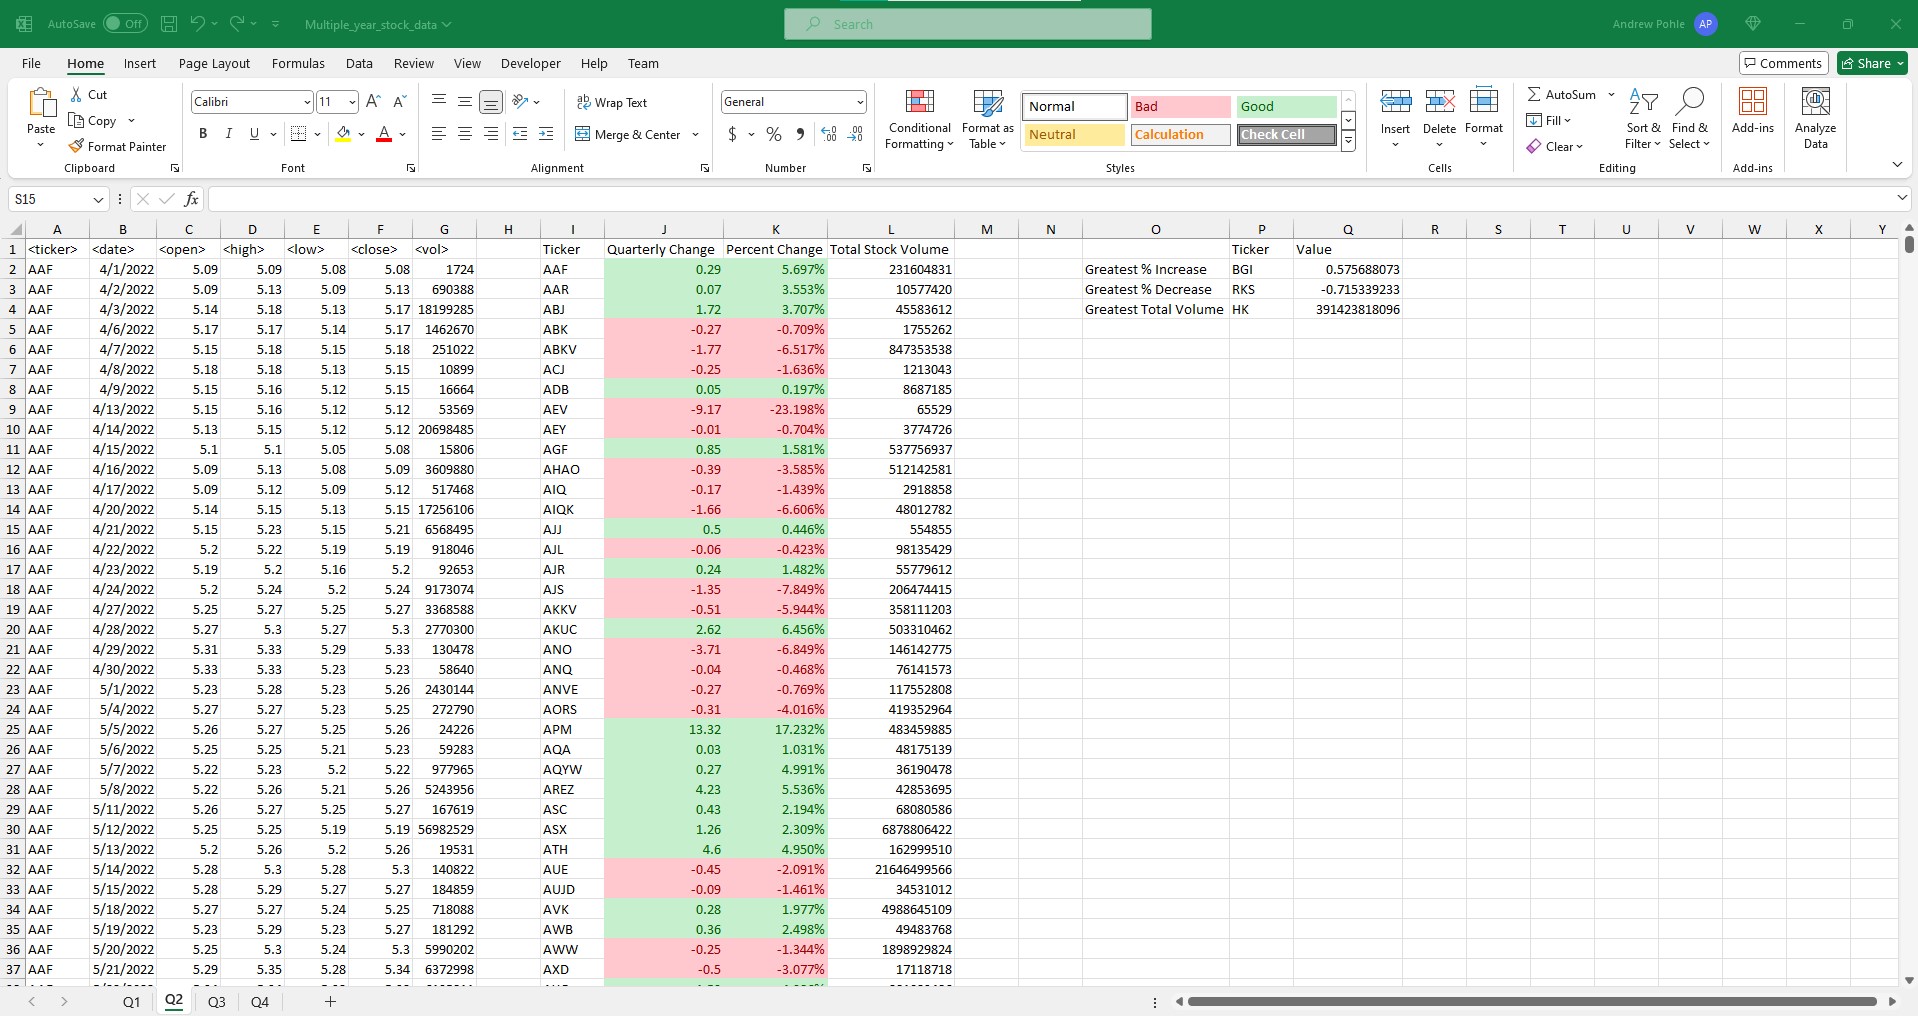 AutoSave Off Multiple_year_stock_data Search Andrew Pohle AP
File Home Insert Page Layout Formulas Data Review View Developer Help Team Comments Share
Paste Cut Copy Format Painter Clipboard
Calibri 11 A A B I U A Font
ab Wrap Text Merge & Center Alignment
General $ % Number
Conditional Formatting Format as Table Normal Bad Good Neutral Calculation Check Cell Styles
Insert Delete Format Cells
AutoSum Fill Clear Sort & Filter Find & Select Editing
Add-ins Add-ins
Analyze Data
S15 fx
A B C D E F G H I J K L M N O P Q R S T U V W X Y
1 <ticker> <date> <open> <high> <low> <close> <vol> Ticker Quarterly Change Percent Change Total Stock Volume Ticker Value
2 AAF 4/1/2022 5.09 5.09 5.08 5.08 1724 AAF 0.29 5.697% 231604831 Greatest % Increase BGI 0.575688073
3 AAF 4/2/2022 5.09 5.13 5.09 5.13 690388 AAR 0.07 3.553% 10577420 Greatest % Decrease RKS -0.715339233
4 AAF 4/3/2022 5.14 5.18 5.13 5.17 18199285 ABJ 1.72 3.707% 45583612 Greatest Total Volume HK 391423818096
5 AAF 4/6/2022 5.17 5.17 5.14 5.17 1462670 ABK -0.27 -0.709% 1755262
6 AAF 4/7/2022 5.15 5.18 5.15 5.18 251022 ABKV -1.77 -6.517% 847353538
7 AAF 4/8/2022 5.18 5.18 5.13 5.15 10899 ACJ -0.25 -1.636% 1213043
8 AAF 4/9/2022 5.15 5.16 5.12 5.15 16664 ADB 0.05 0.197% 8687185
9 AAF 4/13/2022 5.15 5.16 5.12 5.12 53569 AEV -9.17 -23.198% 65529
10 AAF 4/14/2022 5.13 5.15 5.12 5.12 20698485 AEY -0.01 -0.704% 3774726
11 AAF 4/15/2022 5.1 5.1 5.05 5.08 15806 AGF 0.85 1.581% 537756937
12 AAF 4/16/2022 5.09 5.13 5.08 5.09 3609880 AHAO -0.39 -3.585% 512142581
13 AAF 4/17/2022 5.09 5.12 5.09 5.12 517468 AIQ -0.17 -1.439% 2918858
14 AAF 4/20/2022 5.14 5.15 5.13 5.15 17256106 AIQK -1.66 -6.606% 48012782
15 AAF 4/21/2022 5.15 5.23 5.15 5.21 6568495 AJJ 0.5 0.446% 554855
16 AAF 4/22/2022 5.2 5.22 5.19 5.19 918046 AJL -0.06 -0.423% 98135429
17 AAF 4/23/2022 5.19 5.2 5.16 5.2 92653 AJR 0.24 1.482% 55779612
18 AAF 4/24/2022 5.2 5.24 5.2 5.24 9173074 AJS -1.35 -7.849% 206474415
19 AAF 4/27/2022 5.25 5.27 5.25 5.27 3368588 AKKV -0.51 -5.944% 358111203
20 AAF 4/28/2022 5.27 5.3 5.27 5.3 2770300 AKUC 2.62 6.456% 503310462
21 AAF 4/29/2022 5.31 5.33 5.29 5.33 130478 ANO -3.71 -6.849% 146142775
22 AAF 4/30/2022 5.33 5.33 5.23 5.23 58640 ANQ -0.04 -0.468% 76141573
23 AAF 5/1/2022 5.23 5.28 5.23 5.26 2430144 ANVE -0.27 -0.769% 117552808
24 AAF 5/4/2022 5.27 5.27 5.23 5.25 272790 AORS -0.31 -4.016% 419352964
25 AAF 5/5/2022 5.26 5.27 5.25 5.26 24226 APM 13.32 17.232% 483459885
26 AAF 5/6/2022 5.25 5.25 5.21 5.23 59283 AQA 0.03 1.031% 48175139
27 AAF 5/7/2022 5.22 5.23 5.2 5.22 977965 AQYW 0.27 4.991% 36190478
28 AAF 5/8/2022 5.22 5.26 5.21 5.26 5243956 AREZ 4.23 5.536% 42853695
29 AAF 5/11/2022 5.26 5.27 5.25 5.27 167619 ASC 0.43 2.194% 68080586
30 AAF 5/12/2022 5.25 5.25 5.19 5.19 56982529 ASX 1.26 2.309% 6878806422
31 AAF 5/13/2022 5.2 5.26 5.2 5.26 19531 ATH 4.6 4.950% 162999510
32 AAF 5/14/2022 5.28 5.3 5.28 5.3 140822 AUE -0.45 -2.091% 21646499566
33 AAF 5/15/2022 5.28 5.29 5.27 5.27 184859 AUJD -0.09 -1.461% 34531012
34 AAF 5/18/2022 5.27 5.27 5.24 5.25 718088 AVK 0.28 1.977% 4988645109
35 AAF 5/19/2022 5.23 5.29 5.23 5.27 181292 AWB 0.36 2.498% 49483768
36 AAF 5/20/2022 5.25 5.3 5.24 5.3 5990202 AWW -0.25 -1.344% 1898929824
37 AAF 5/21/2022 5.29 5.35 5.28 5.34 6372998 AXD -0.5 -3.077% 17118718
Q1 Q2 Q3 Q4 +